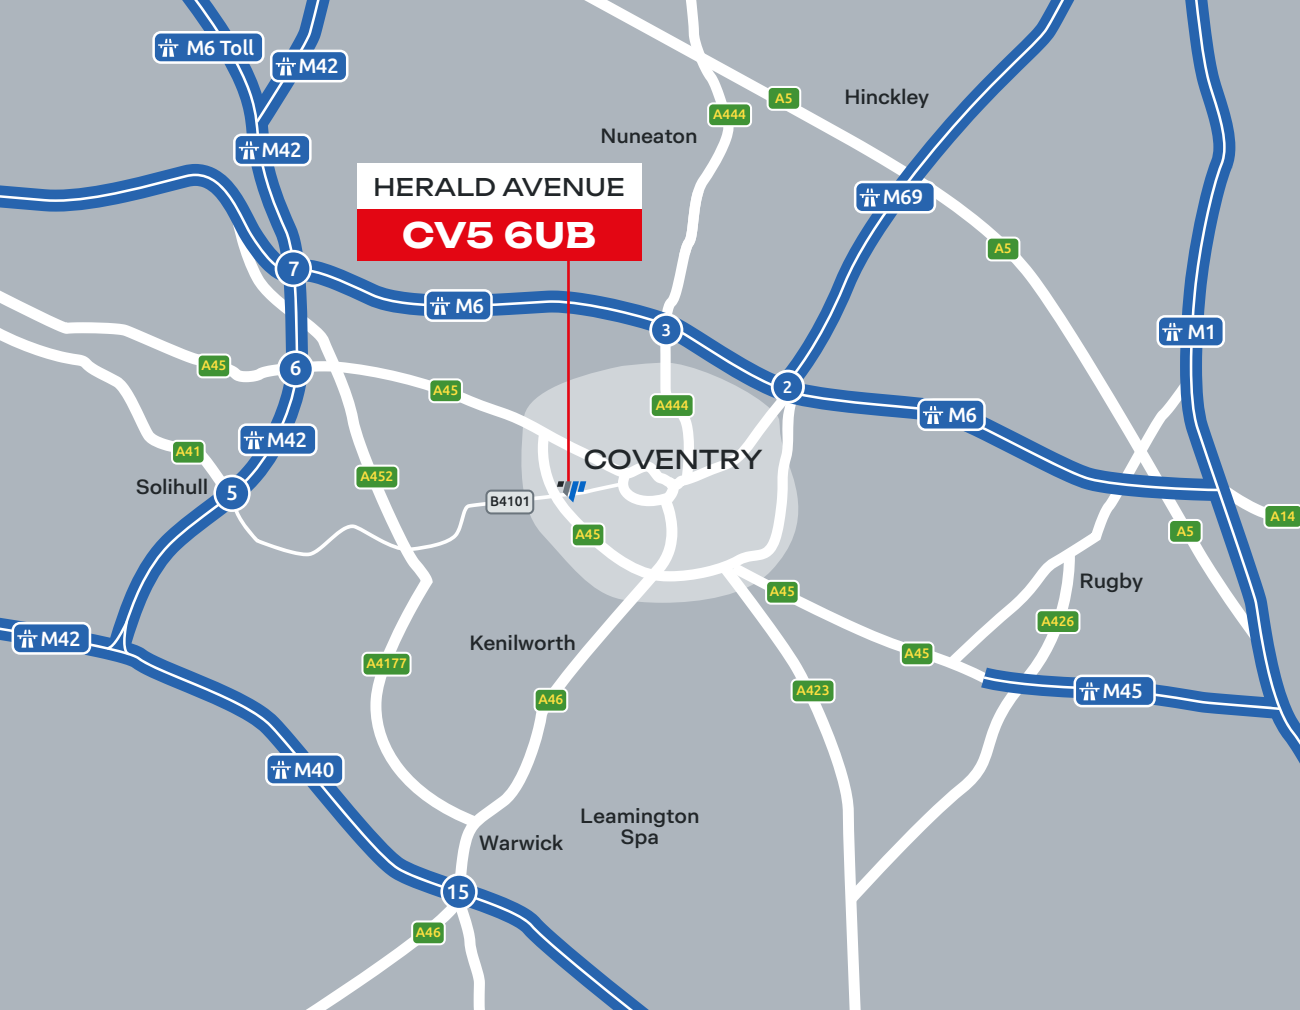 M6 Toll
M42
A5
Hinckley
A444
Nuneaton
M42
HERALD AVENUE
CV5 6UB
M69
A5
7
M6
3
M1
A45
6
A45
2
A444
M6
M42
A41
COVENTRY
A452
Solihull
5
B4101
A14
A45
A5
Rugby
A45
A426
M42
Kenilworth
A45
A4177
A46
A423
M45
M40
Leamington
Spa
Warwick
15
A46